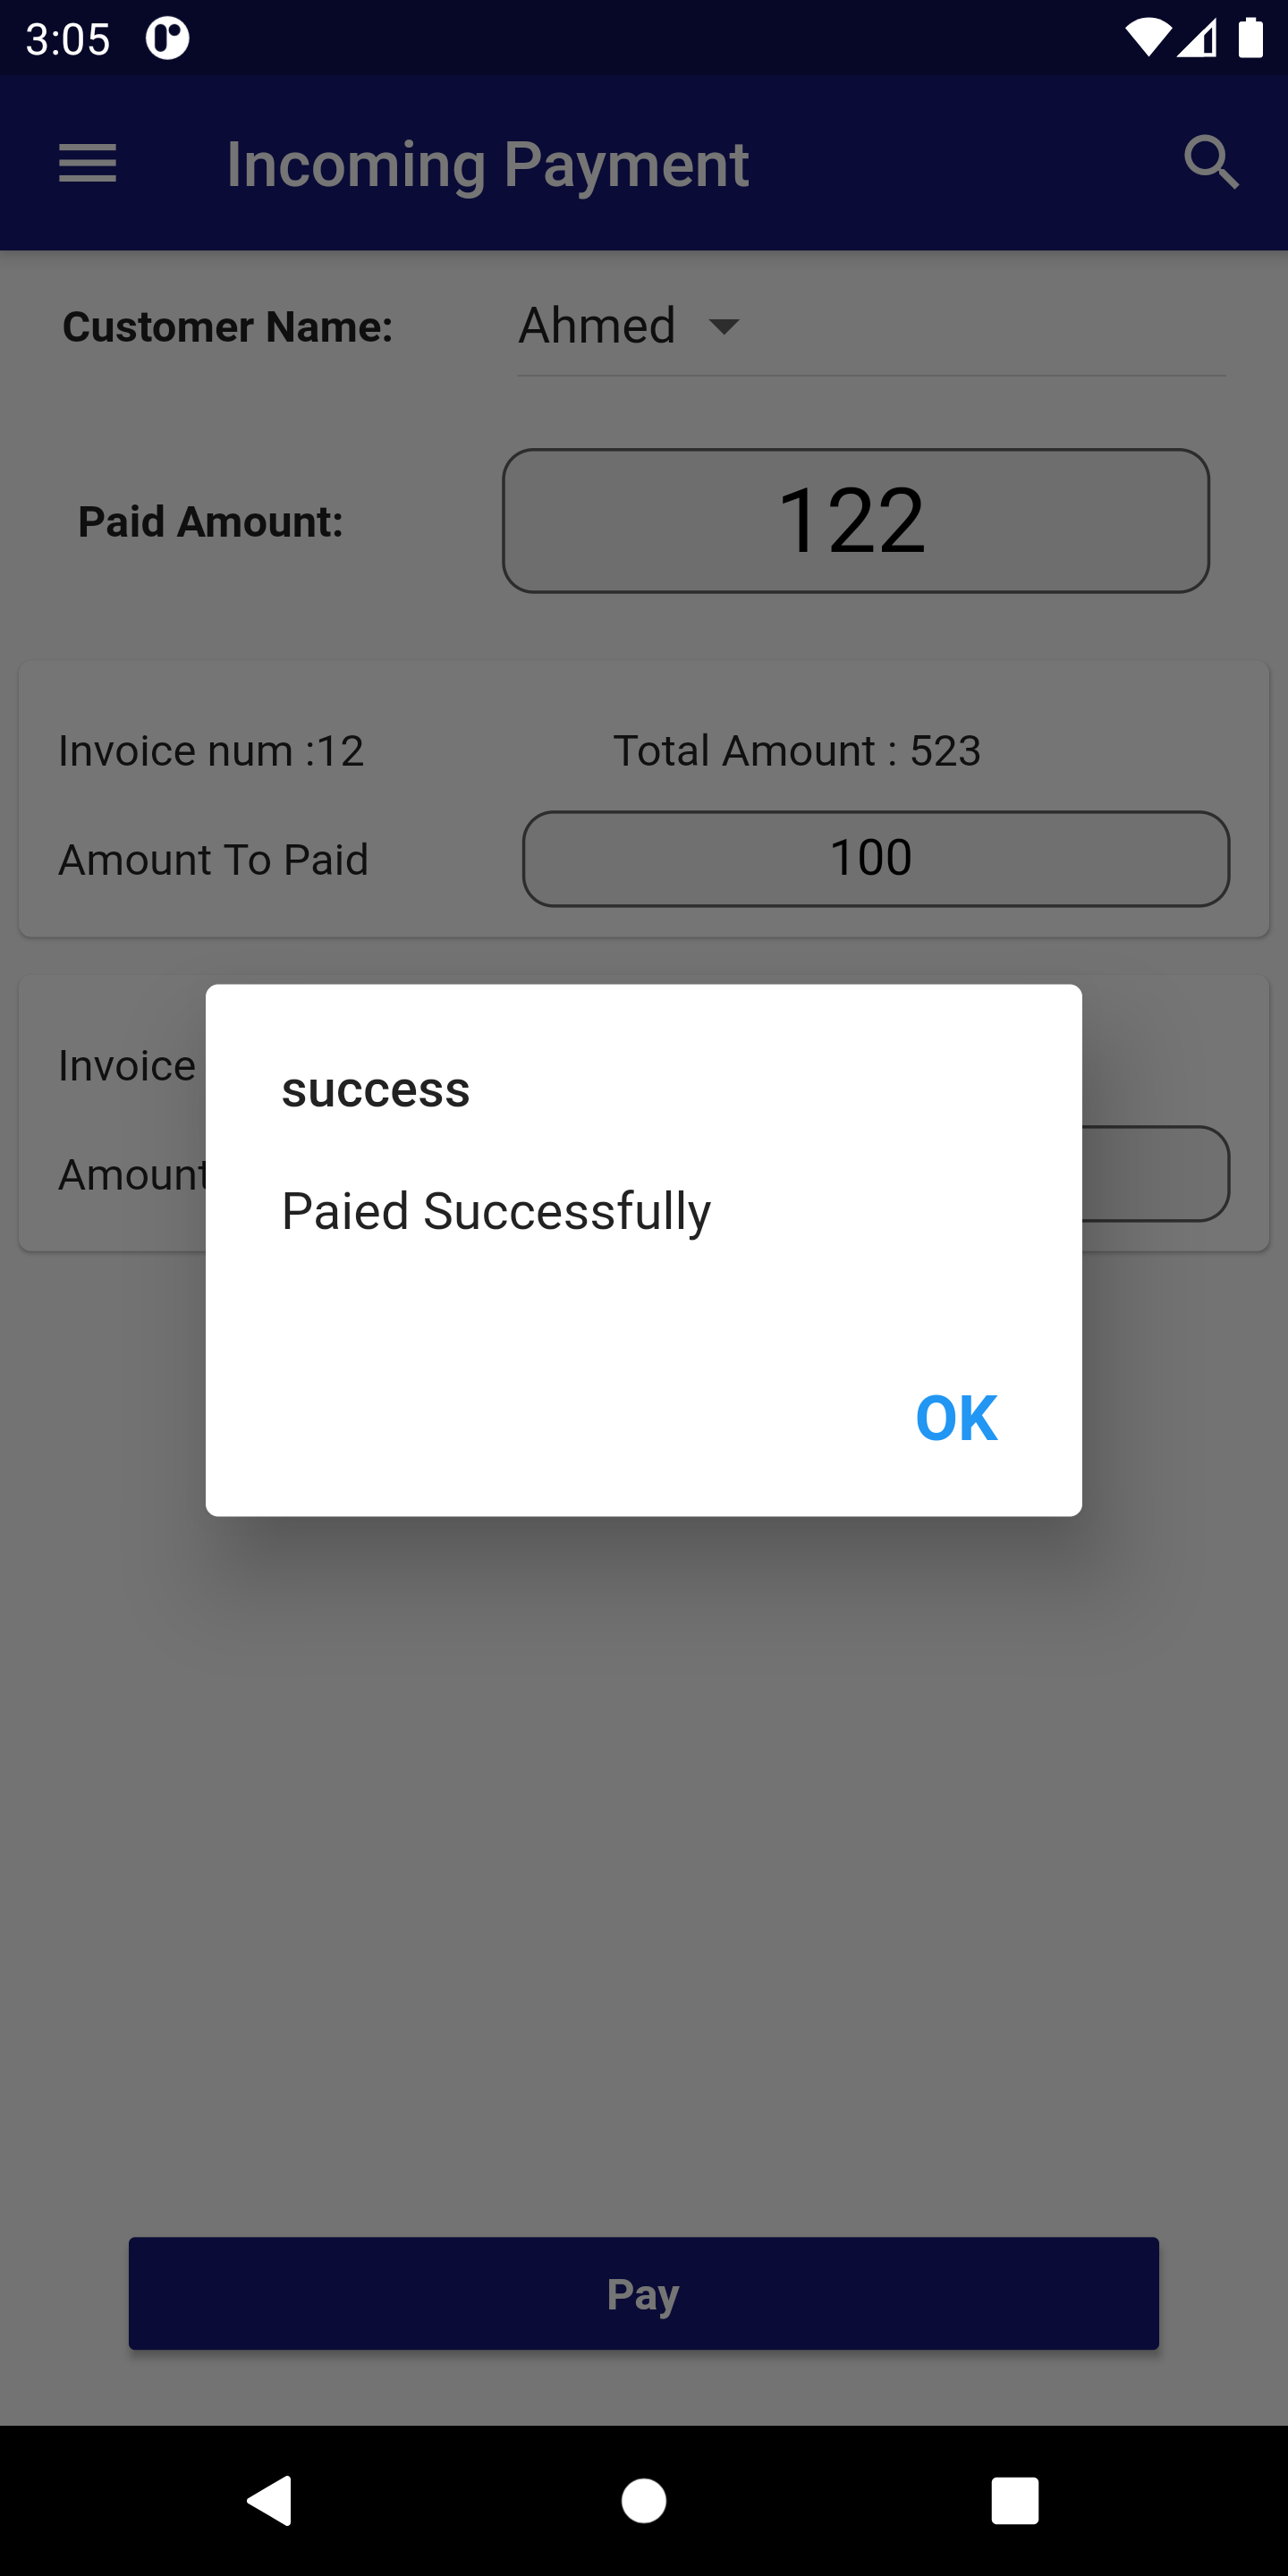 3:05
Incoming Payment
Customer Name: Ahmed
Paid Amount: 122
Invoice num :12 Total Amount : 523
Amount To Paid 100
Invoice
Amount
success
Paied Successfully
OK
Pay